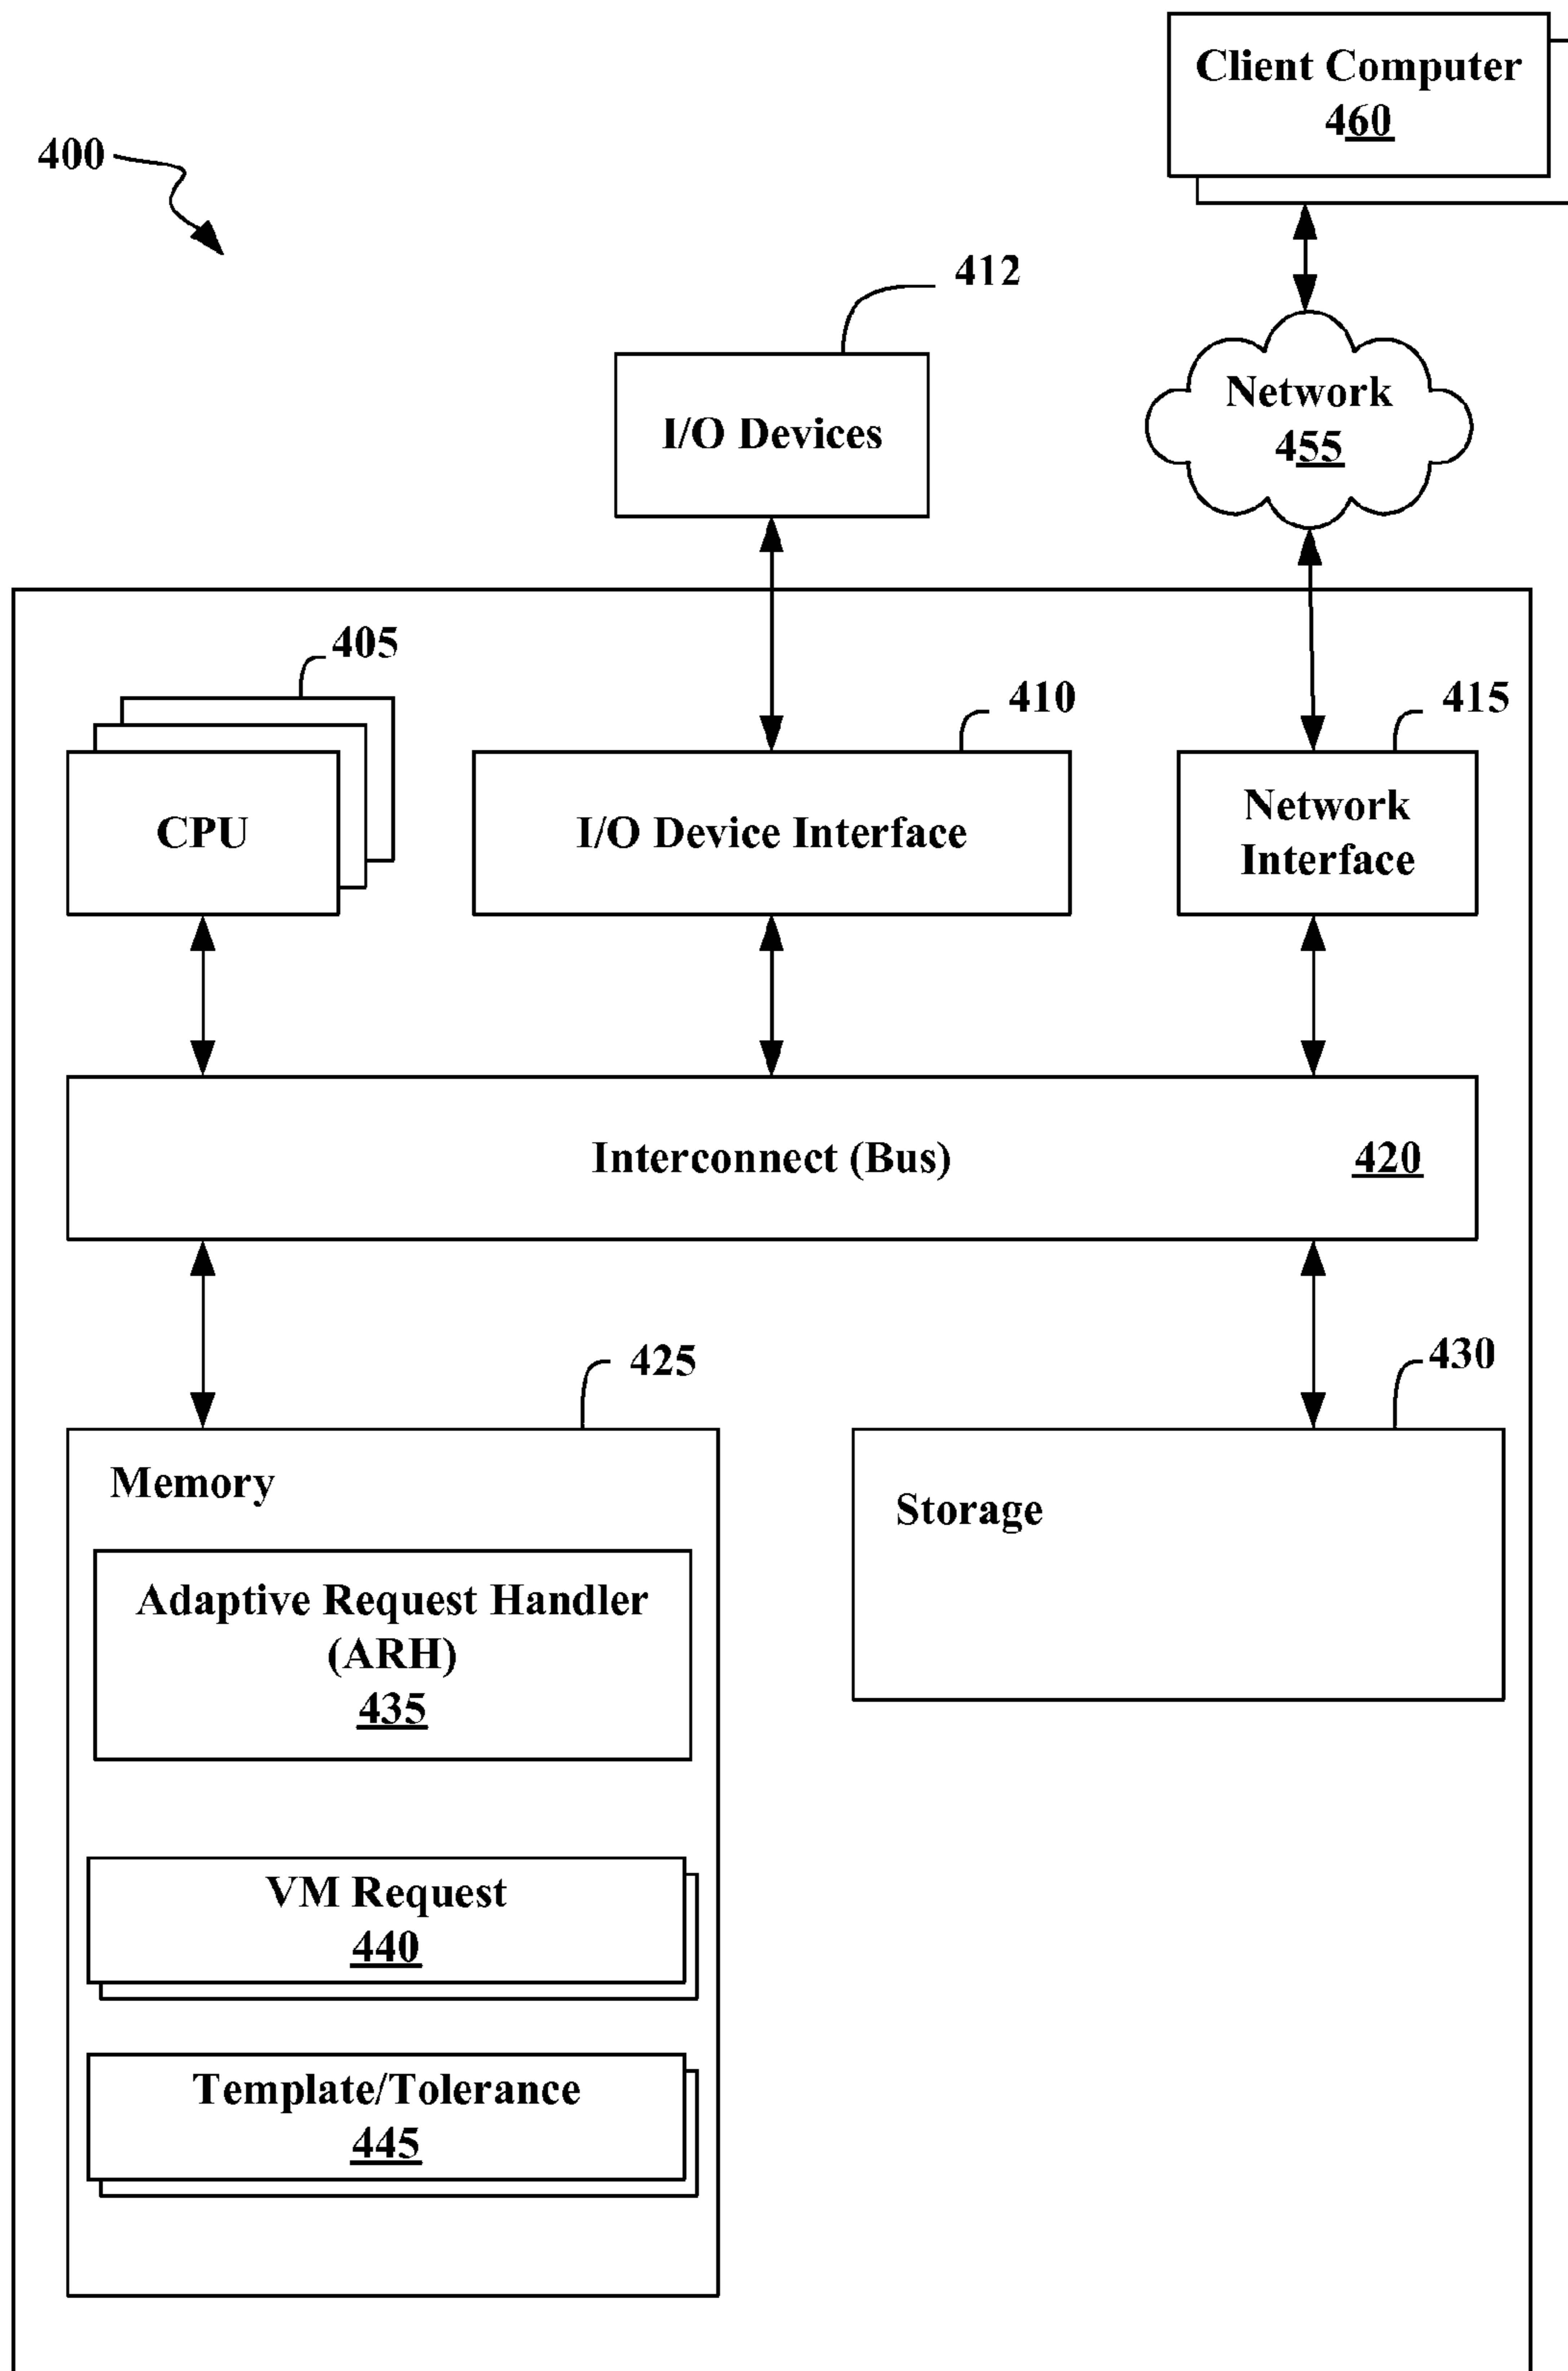 Client Computer
460
400
412
I/O Devices
Network
455
405
410
415
CPU
I/O Device Interface
Network
Interface
Interconnect (Bus)
420
425
430
Memory
Storage
Adaptive Request Handler
(ARH)
435
VM Request
440
Template/Tolerance
445